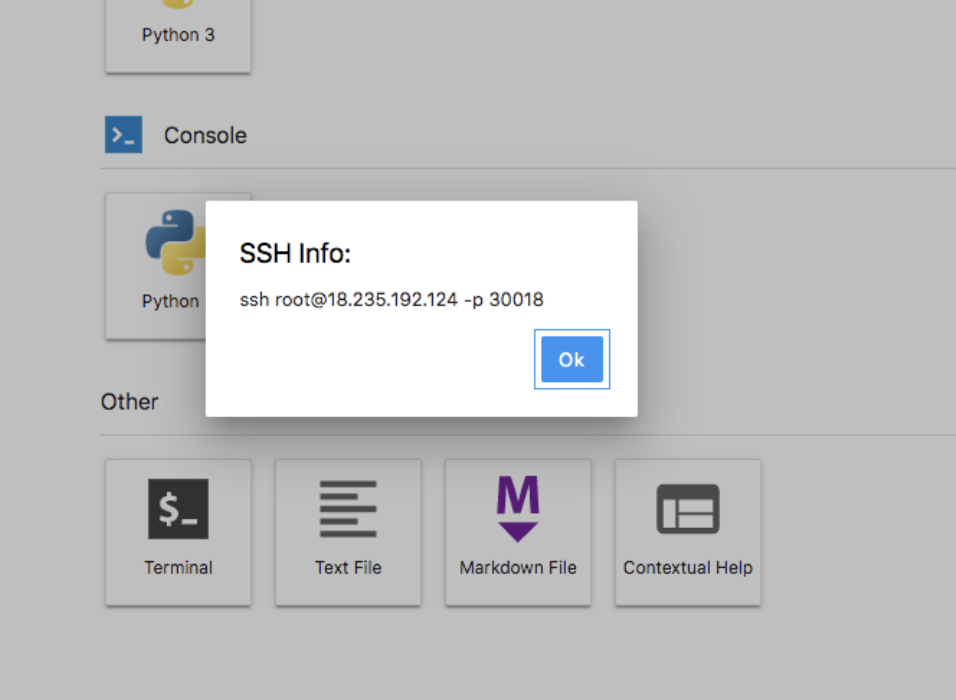 Python 3
Console
SSH Info:
ssh root@18.235.192.124 -p 30018
Ok
Python
Other
$_
Terminal
Text File
M
Markdown File
Contextual Help